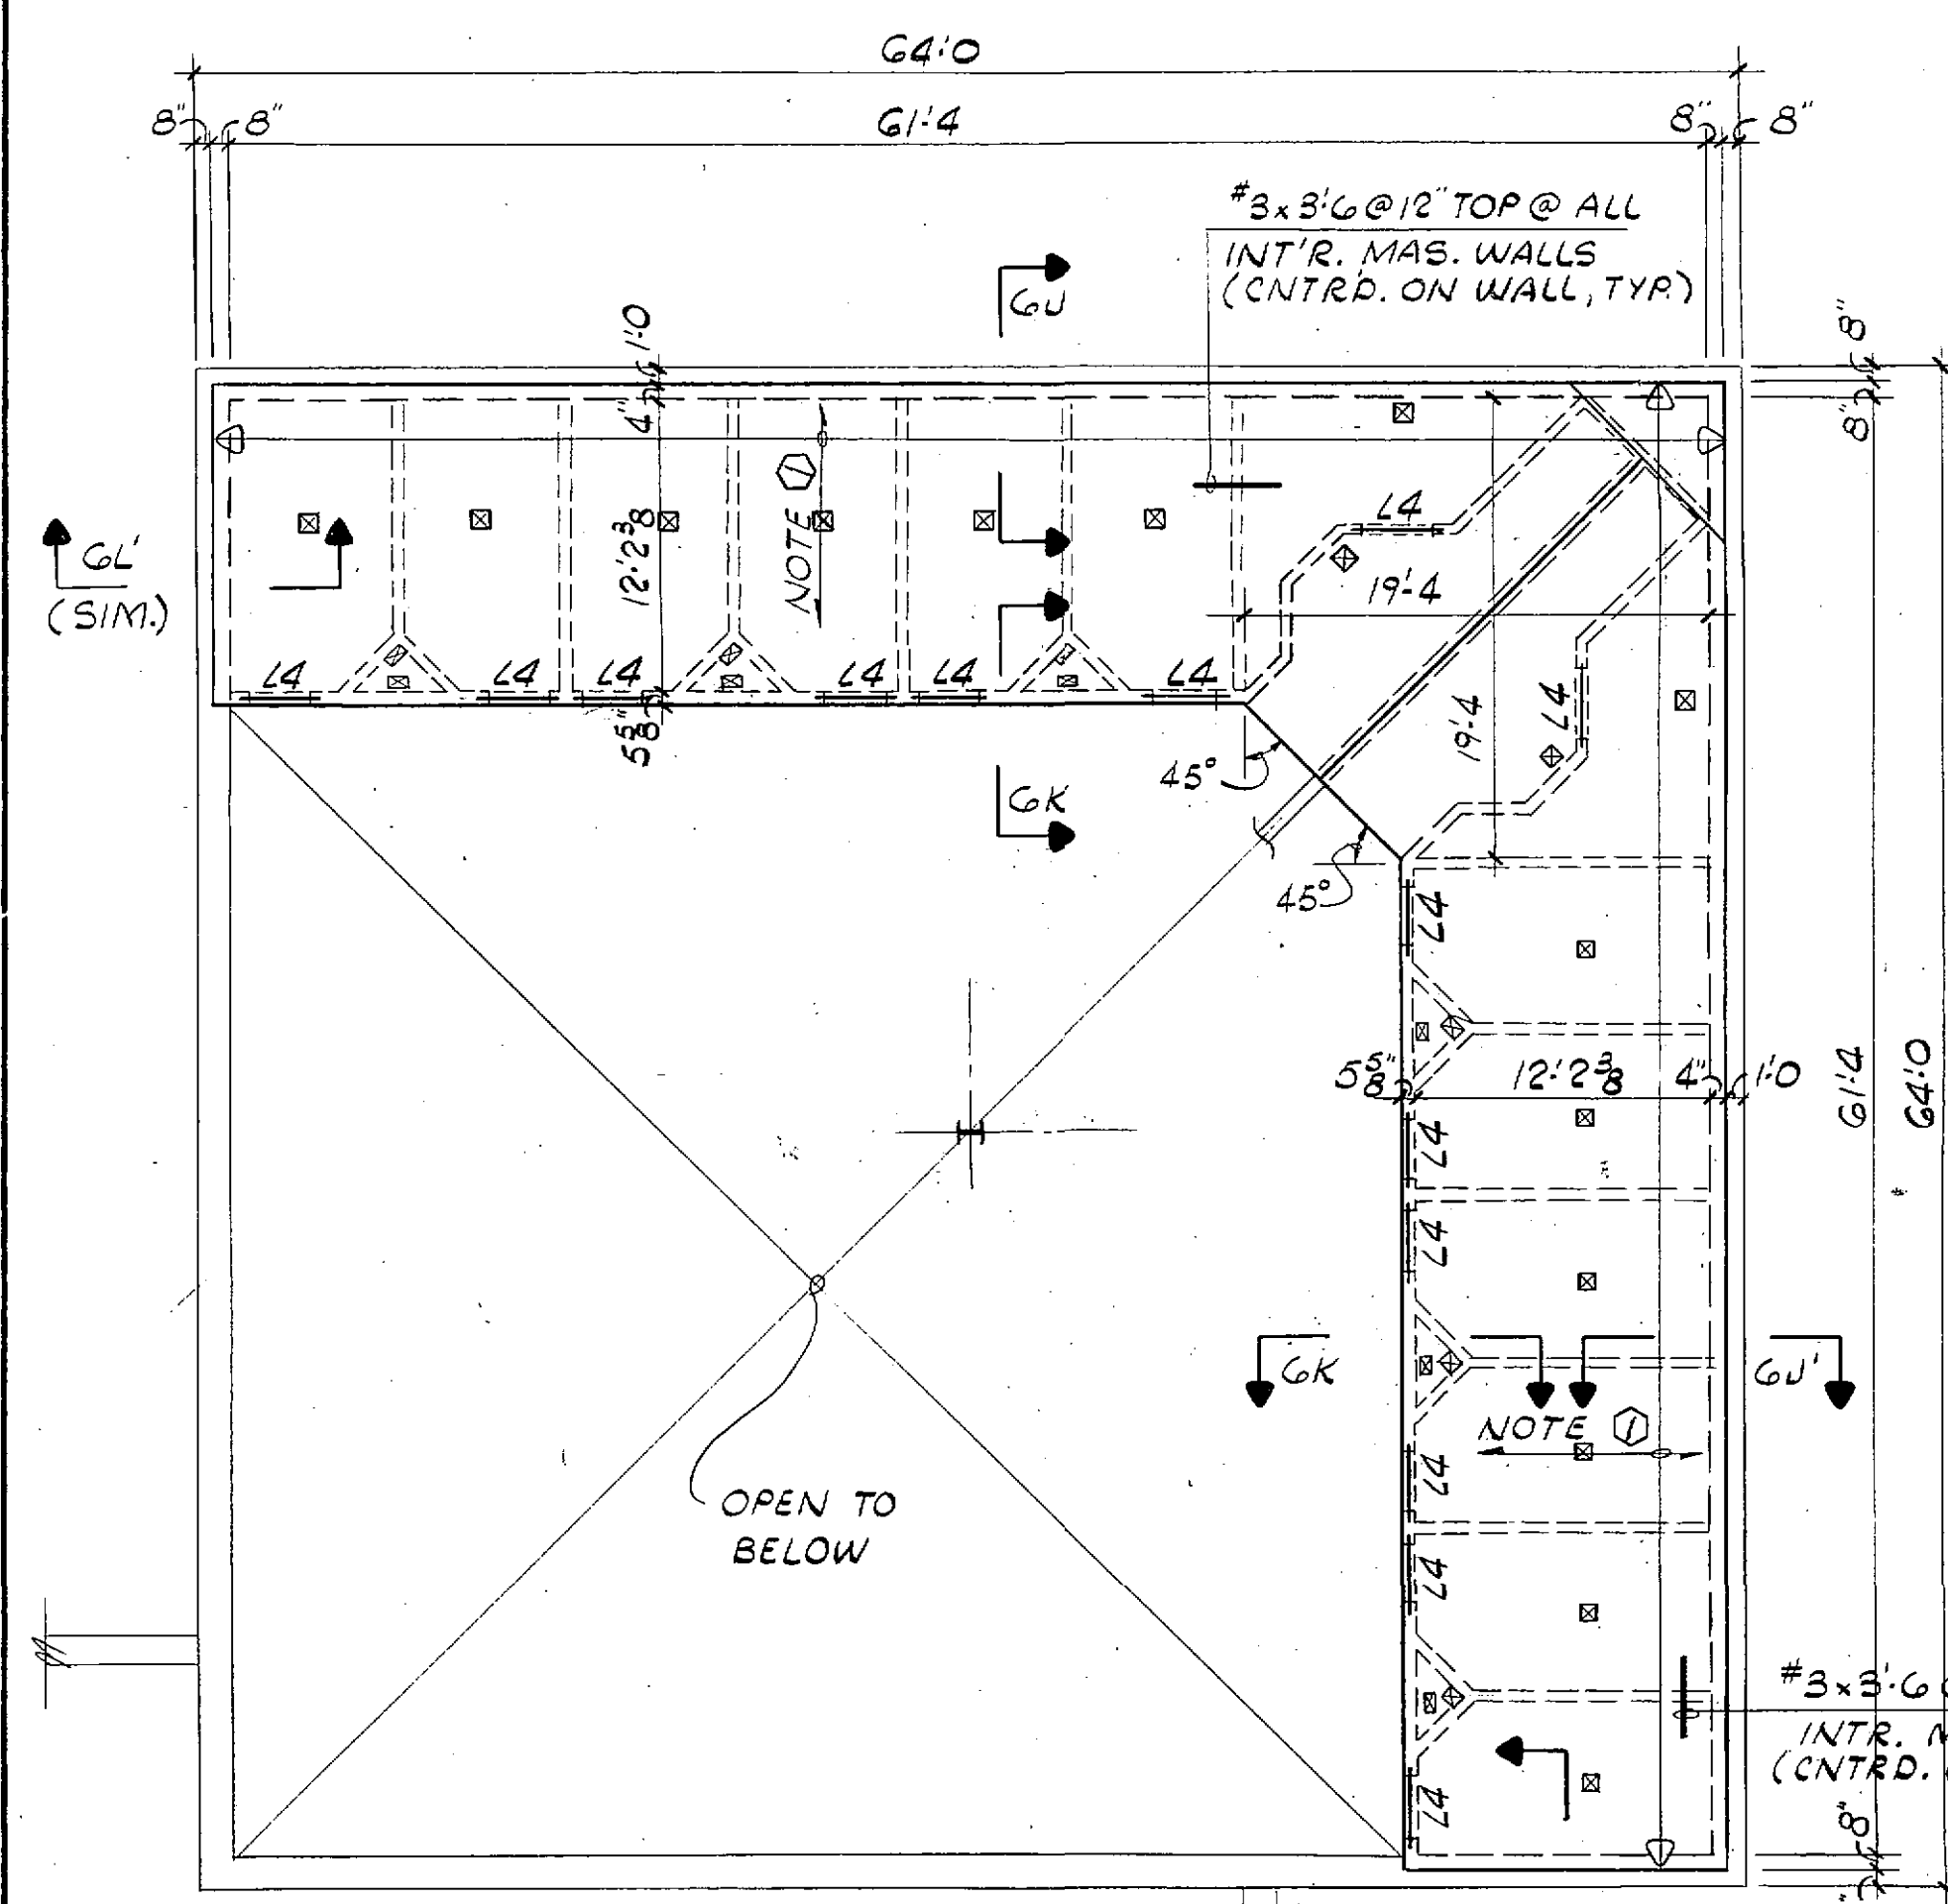 64'-0
8" 8" 61'-4 8" 8"
#3 x 3'-6 @ 12" TOP @ ALL
INT'R. MAS. WALLS
(CNTR'D. ON WALL, TYP.)
6J
1'-0
4"
8"
8"
NOTE 1
12'-2 3/8
L4
6L'
(SIM.)
19'-4
L4 L4 L4 L4 L4 L4
5 5/8"
19'-4
L4
45°
6K
45°
L4
5 5/8" 12'-2 3/8 4" 1'-0
61'-4
64'-0
L4
L4
6K
6J'
NOTE 1
L4
OPEN TO
BELOW
L4
#3 x 3'-6
INTR.
(CNTRD.
L4
8"